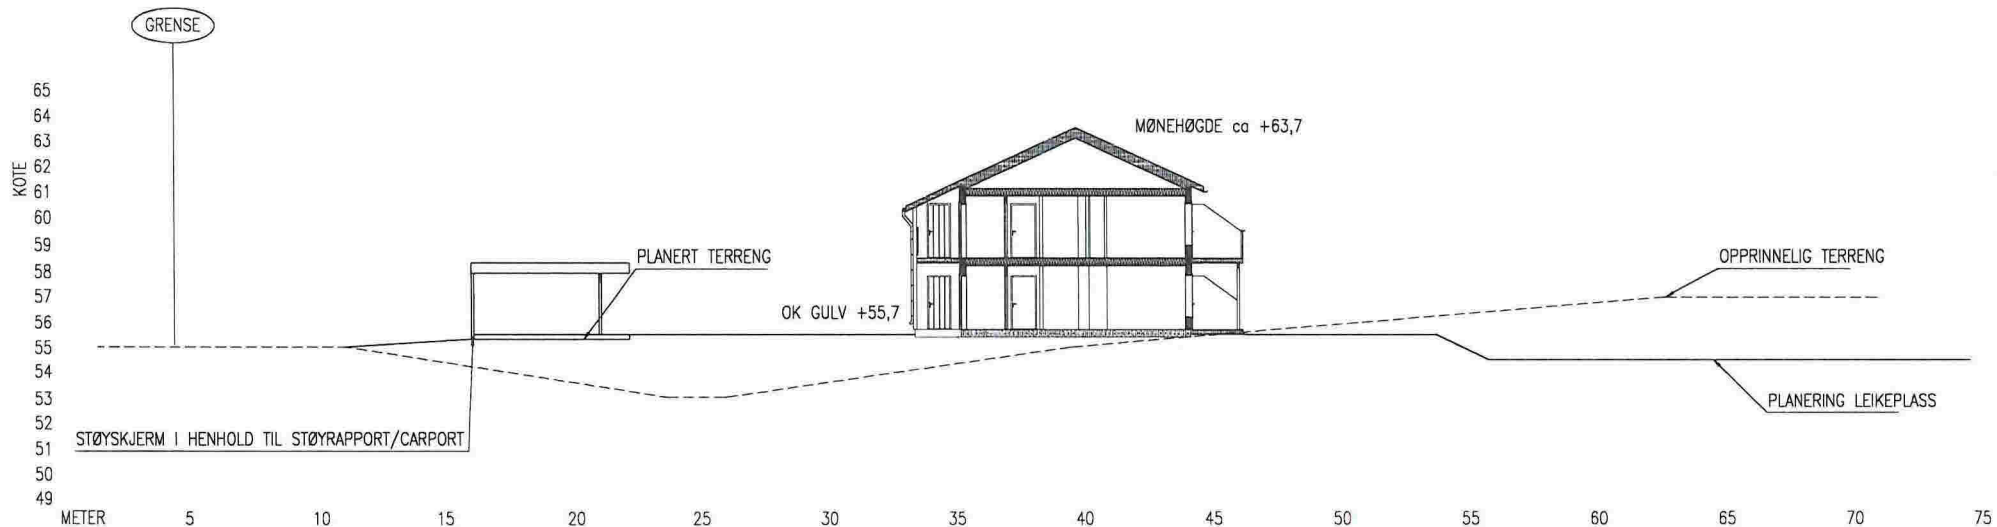 GRENSE
65
64
63
62
61
60
59
58
57
56
55
54
53
52
51
50
49
KOTE
MØNEHØGDE ca +63,7
PLANERT TERRENG
OPPRINNELIG TERRENG
OK GULV +55,7
PLANERING LEIKEPLASS
STØYSKJERM I HENHOLD TIL STØYRAPPORT/CARPORT
METER 5 10 15 20 25 30 35 40 45 50 55 60 65 70 75